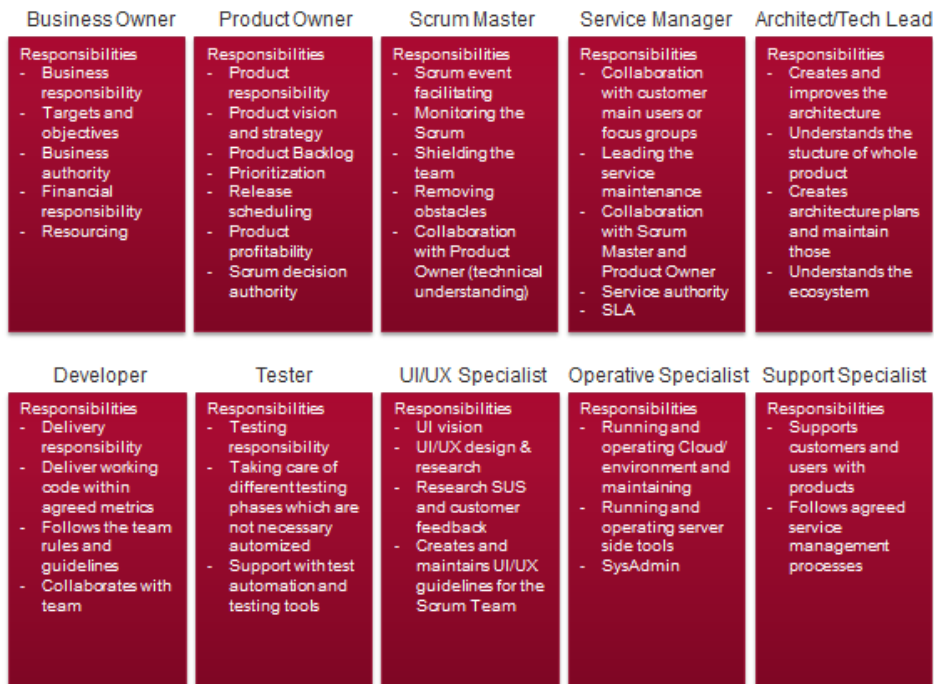 Business Owner
Responsibilities
- Business
responsibility
- Targets and
objectives
- Business
authority
- Financial
responsibility
- Resourcing
Product Owner
Responsibilities
- Product
responsibility
- Product vision
and strategy
- Product Backlog
- Prioritization
- Release
scheduling
- Product
profitability
- Scrum decision
authority
Scrum Master
Responsibilities
- Scrum event
facilitating
- Monitoring the
Scrum
- Shielding the
team
- Removing
obstacles
- Collaboration
with Product
Owner (technical
understanding)
Service Manager
Responsibilities
- Collaboration
with customer
main users or
focus groups
- Leading the
service
maintenance
- Collaboration
with Scrum
Master and
Product Owner
- Service authority
- SLA
Architect/Tech Lead
Responsibilities
- Creates and
improves the
architecture
- Understands the
stucture of whole
product
- Creates
architecture plans
and maintain
those
- Understands the
ecosystem
Developer
Responsibilities
- Delivery
responsibility
- Deliver working
code within
agreed metrics
- Follows the team
rules and
guidelines
- Collaborates with
team
Tester
Responsibilities
- Testing
responsibility
- Taking care of
different testing
phases which are
not necessary
automized
- Support with test
automation and
testing tools
UI/UX Specialist
Responsibilities
- UI vision
- UI/UX design &
research
- Research SUS
and customer
feedback
- Creates and
maintains UI/UX
guidelines for the
Scrum Team
Operative Specialist
Responsibilities
- Running and
operating Cloud/
environment and
maintaining
- Running and
operating server
side tools
- SysAdmin
Support Specialist
Responsibilities
- Supports
customers and
users with
products
- Follows agreed
service
management
processes